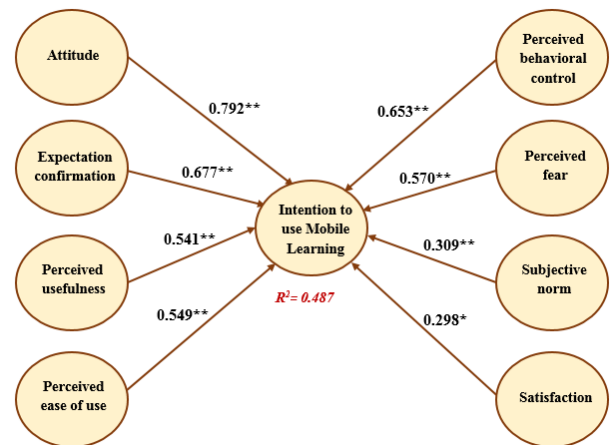 Attitude
0.792**
Expectation
confirmation
0.677**
Perceived
usefulness
0.541**
Perceived
ease of use
0.549**
Intention to
use Mobile
Learning
R²= 0.487
Perceived
behavioral
control
0.653**
Perceived
fear
0.570**
Subjective
norm
0.309**
Satisfaction
0.298*